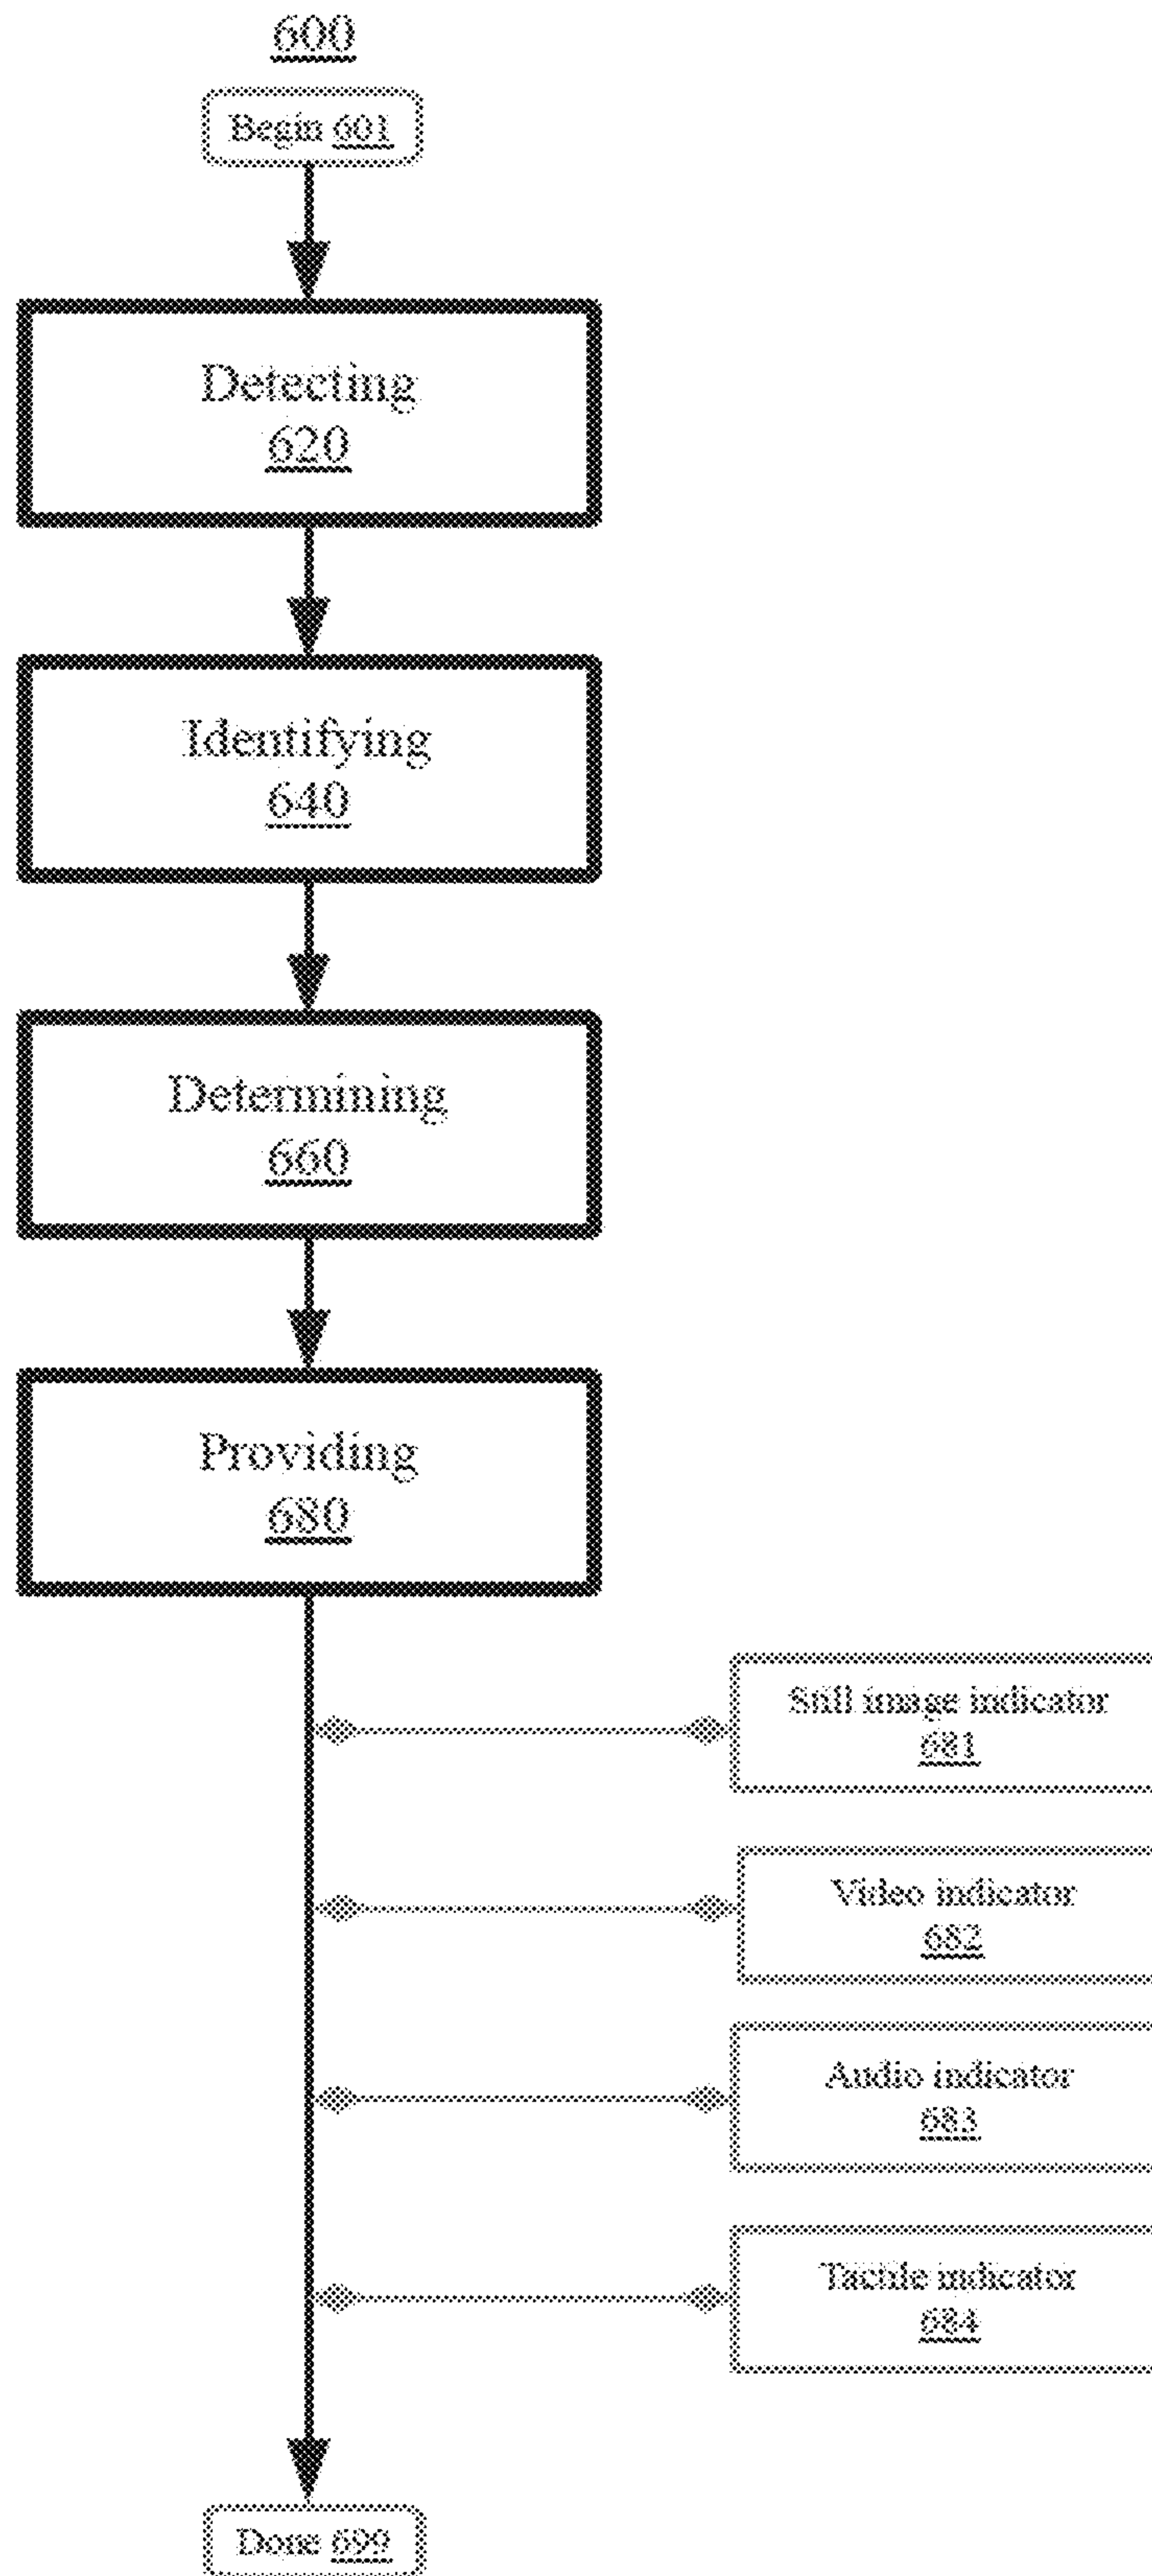 600
Begin 601
Detecting
620
Identifying
640
Determining
660
Providing
680
Still image indicator
681
Video indicator
682
Audio indicator
683
Tactile indicator
684
Done 699